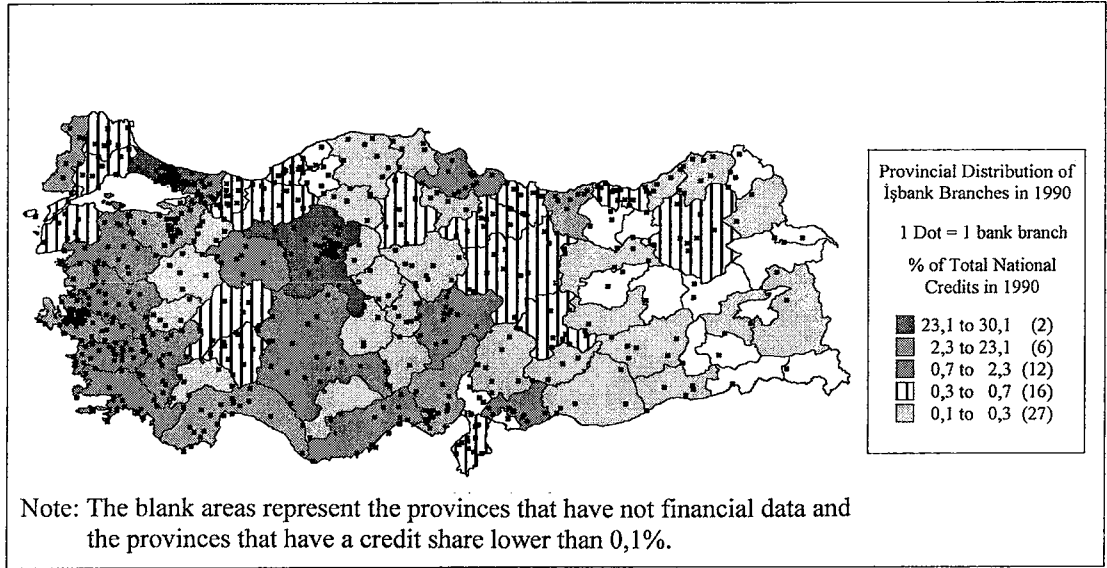 Provincial Distribution of
İşbank Branches in 1990
1 Dot = 1 bank branch
% of Total National
Credits in 1990
23,1 to 30,1 (2)
2,3 to 23,1 (6)
0,7 to 2,3 (12)
0,3 to 0,7 (16)
0,1 to 0,3 (27)
Note: The blank areas represent the provinces that have not financial data and
the provinces that have a credit share lower than 0,1%.